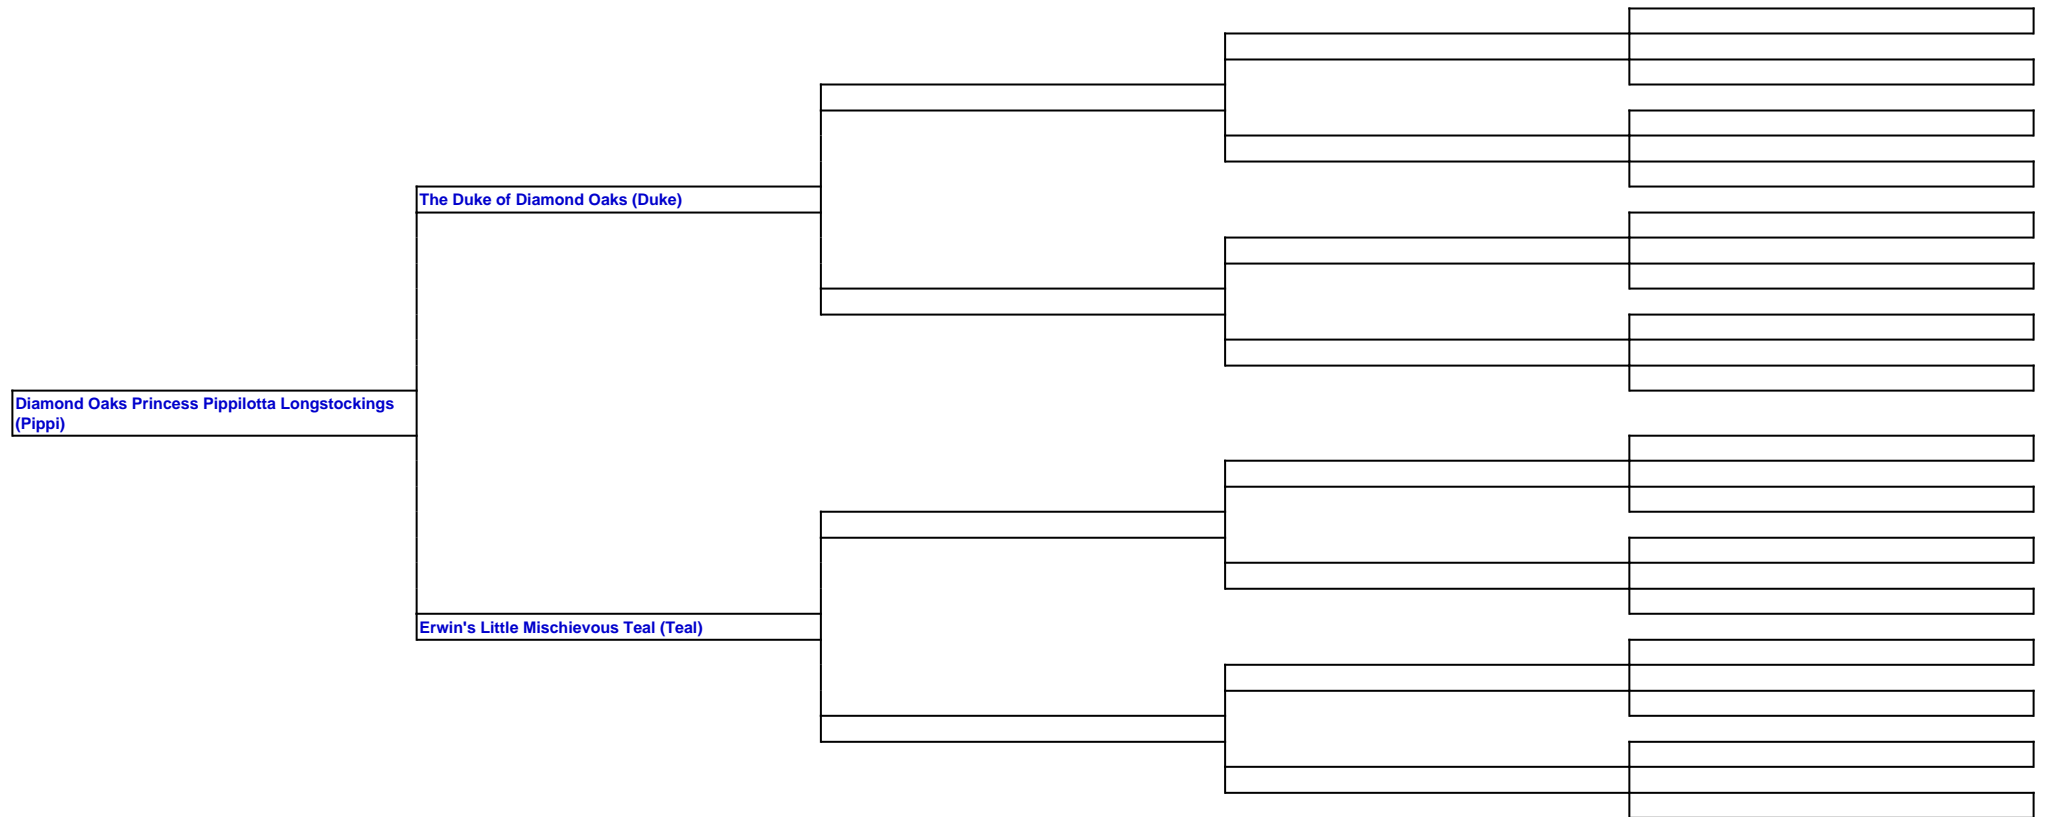 The Duke of Diamond Oaks (Duke)
Diamond Oaks Princess Pippilotta Longstockings
(Pippi)
Erwin's Little Mischievous Teal (Teal)